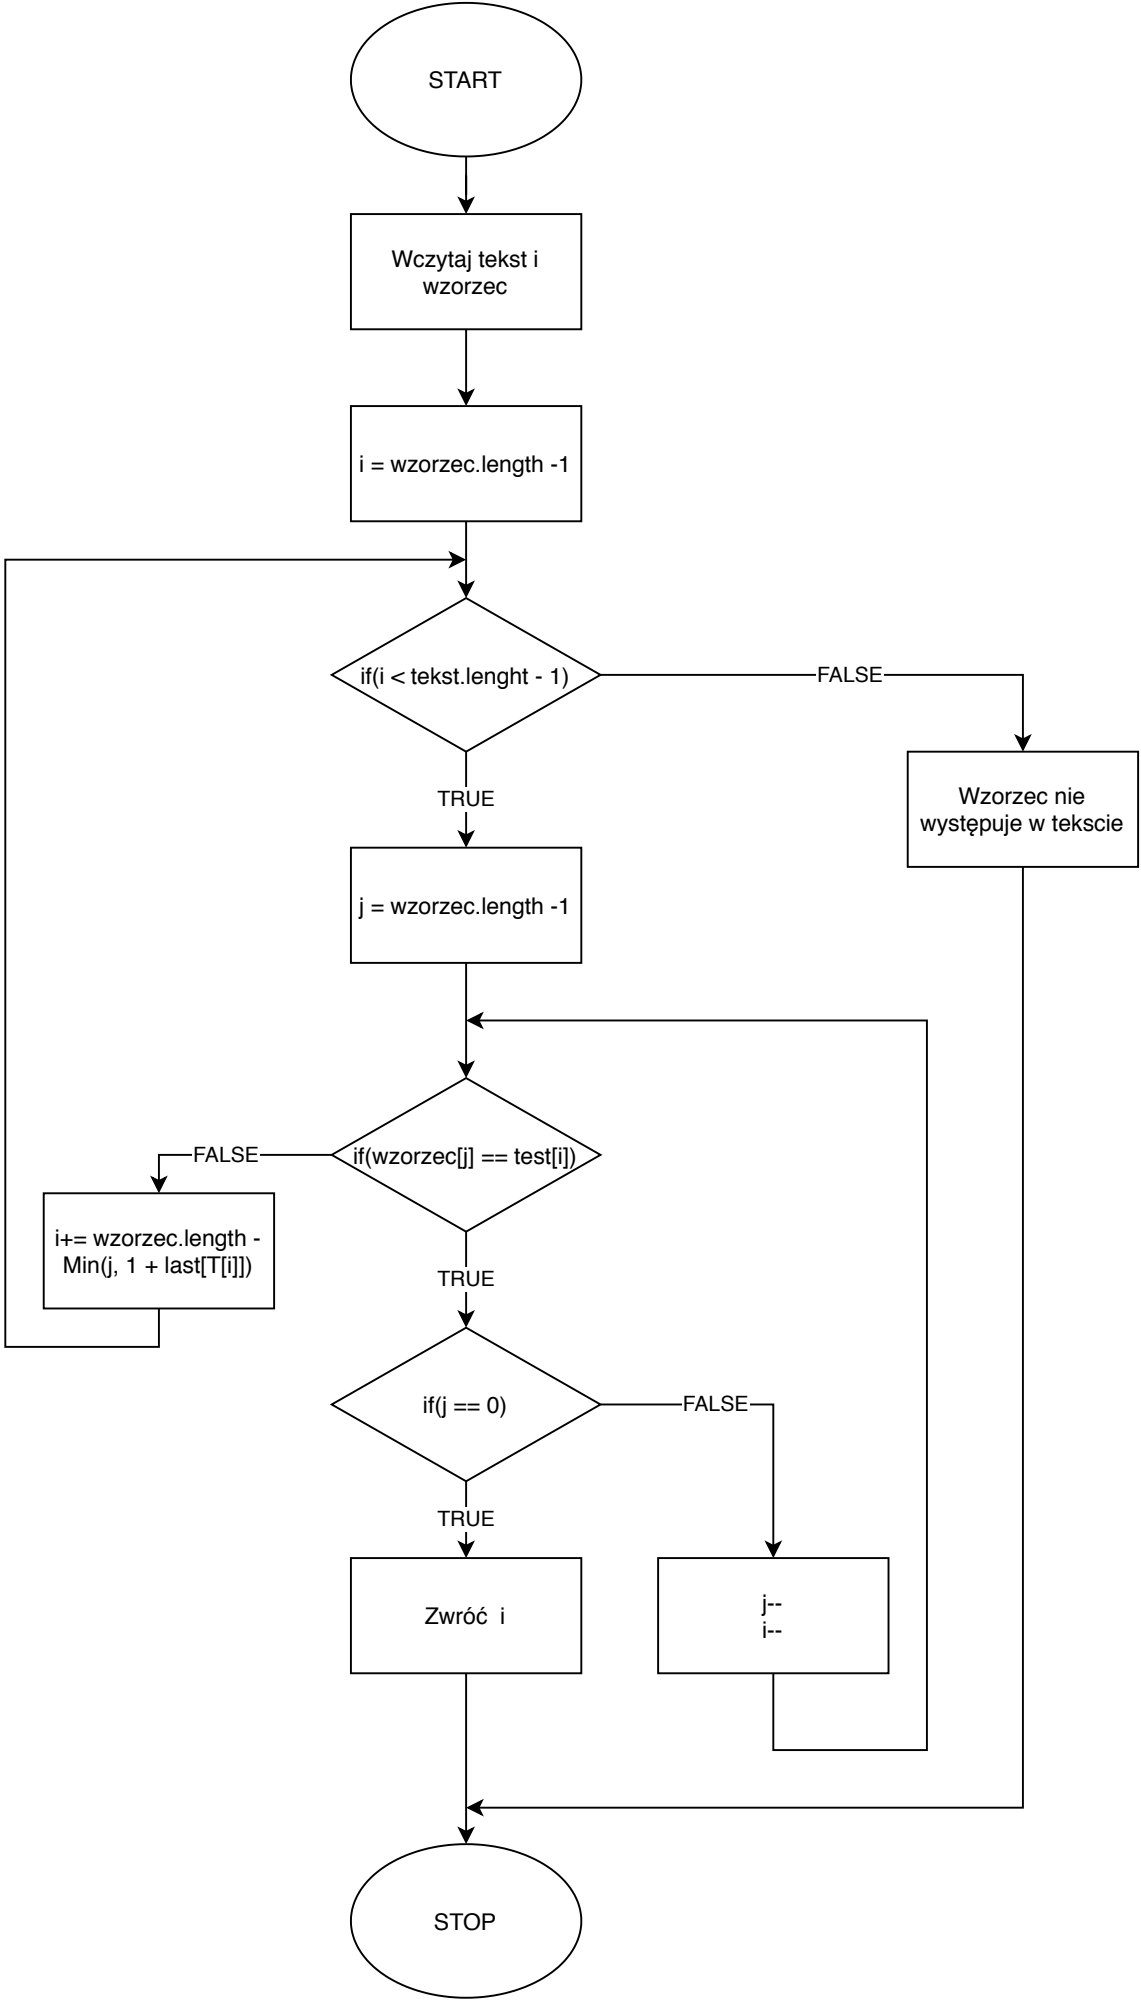 START
Wczytaj tekst i
wzorzec
i = wzorzec.length -1
if(i < tekst.lenght - 1)
FALSE
TRUE
Wzorzec nie
występuje w tekscie
j = wzorzec.length -1
if(wzorzec[j] == test[i])
FALSE
i+= wzorzec.length -
Min(j, 1 + last[T[i]])
TRUE
if(j == 0)
FALSE
TRUE
Zwróć  i
j--
i--
STOP